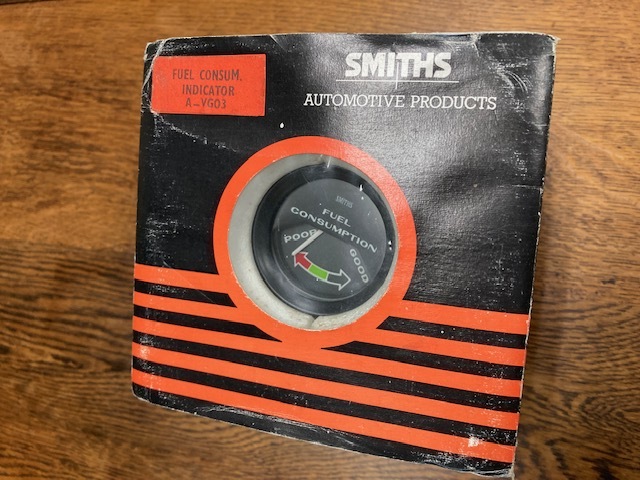 SMITHS
AUTOMOTIVE PRODUCTS
FUEL CONSUM.
INDICATOR
A-VG03
SMITHS
FUEL
CONSUMPTION
POOR
GOOD